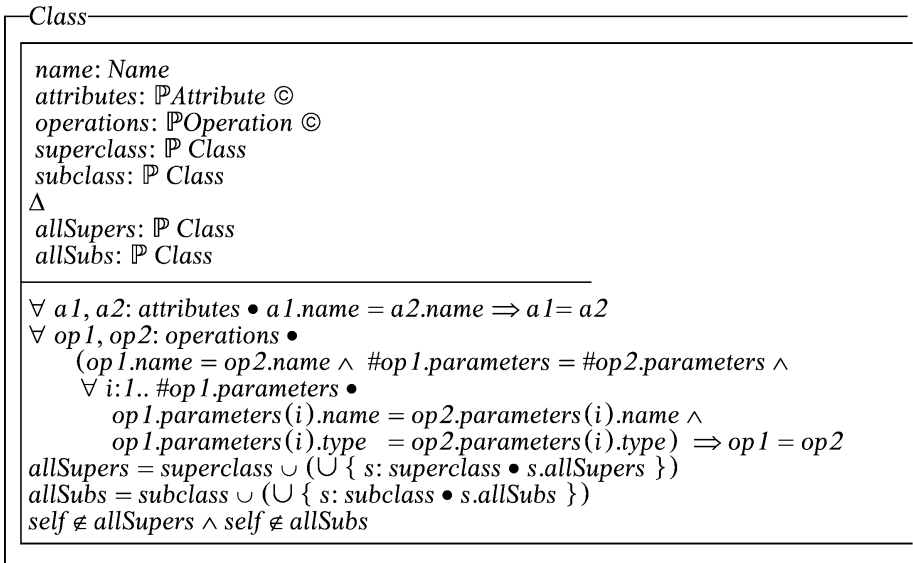 Class
name: Name
attributes: ℙAttribute ©
operations: ℙOperation ©
superclass: ℙ Class
subclass: ℙ Class
Δ
allSupers: ℙ Class
allSubs: ℙ Class
∀ a1, a2: attributes • a1.name = a2.name ⇒ a1= a2
∀ op1, op2: operations •
(op1.name = op2.name ∧ #op1.parameters = #op2.parameters ∧
∀ i:1.. #op1.parameters •
op1.parameters(i).name = op2.parameters(i).name ∧
op1.parameters(i).type = op2.parameters(i).type) ⇒ op1 = op2
allSupers = superclass ∪ (∪ { s: superclass • s.allSupers })
allSubs = subclass ∪ (∪ { s: subclass • s.allSubs })
self ∉ allSupers ∧ self ∉ allSubs